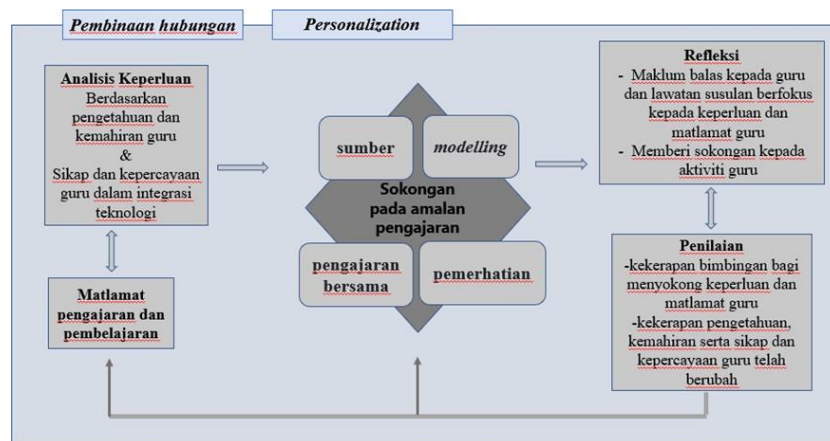 Pembinaan hubungan
Personalization
Analisis Keperluan
Berdasarkan
pengetahuan dan
kemahiran guru
&
Sikap dan kepercayaan
guru dalam integrasi
teknologi
Matlamat
pengajaran dan
pembelajaran
sumber
modelling
Sokongan
pada amalan
pengajaran
pengajaran
bersama
pemerhatian
Refleksi
- Maklum balas kepada guru
dan lawatan susulan berfokus
kepada keperluan dan
matlamat guru
- Memberi sokongan kepada
aktiviti guru
Penilaian
-kekerapan bimbingan bagi
menyokong keperluan dan
matlamat guru
-kekerapan pengetahuan,
kemahiran serta sikap dan
kepercayaan guru telah
berubah